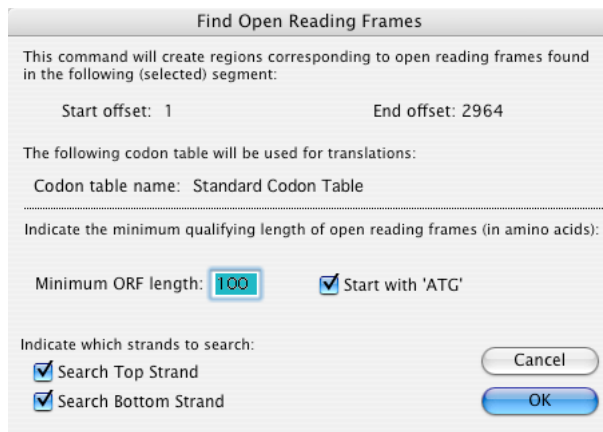 Find Open Reading Frames
This command will create regions corresponding to open reading frames found
in the following (selected) segment:
Start offset: 1 End offset: 2964
The following codon table will be used for translations:
Codon table name: Standard Codon Table
Indicate the minimum qualifying length of open reading frames (in amino acids):
Minimum ORF length: 100 Start with 'ATG'
Indicate which strands to search:
Search Top Strand
Search Bottom Strand
Cancel
OK